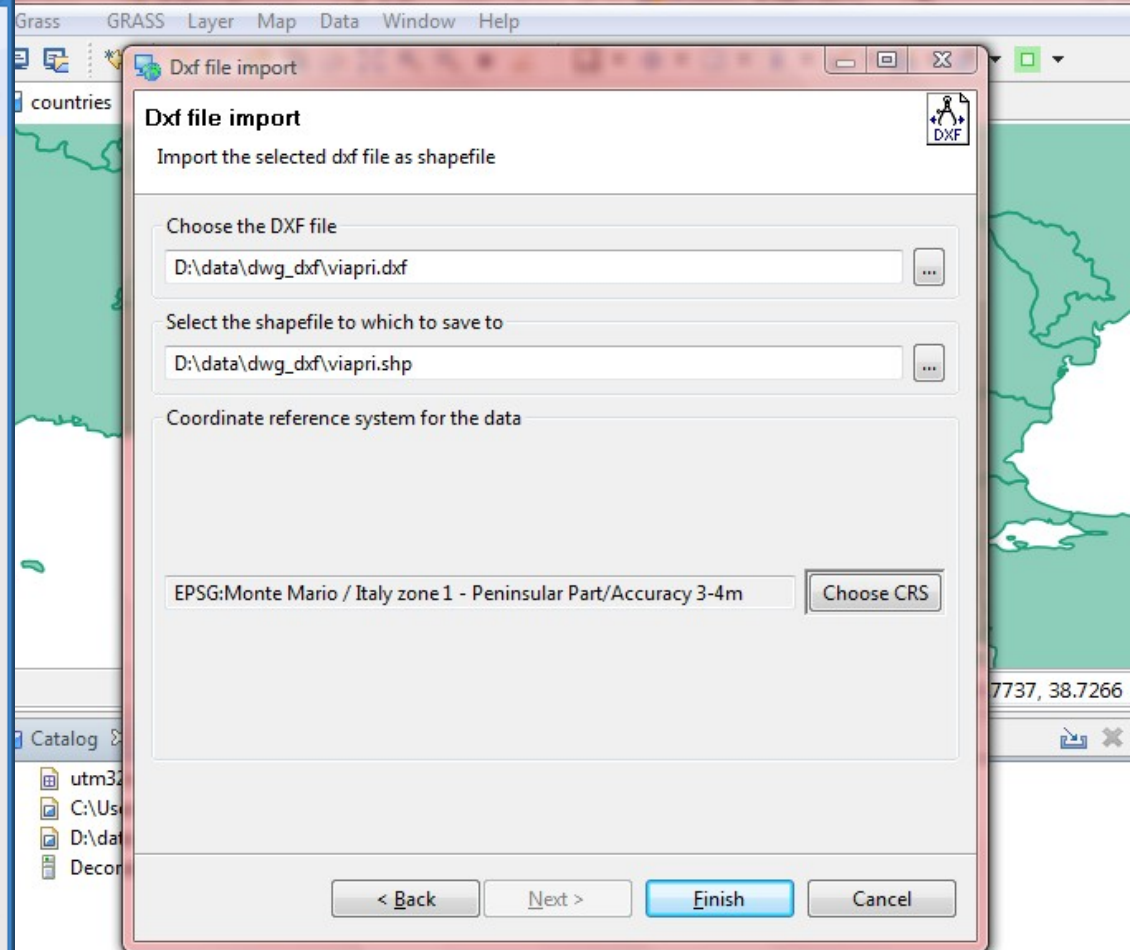 Grass GRASS Layer Map Data Window Help
Dxf file import
countries
Dxf file import
DXF
Import the selected dxf file as shapefile
Choose the DXF file
D:\data\dwg_dxf\viapri.dxf
...
Select the shapefile to which to save to
D:\data\dwg_dxf\viapri.shp
...
Coordinate reference system for the data
EPSG:Monte Mario / Italy zone 1 - Peninsular Part/Accuracy 3-4m
Choose CRS
7737, 38.7266
Catalog
utm32
C:\Use
D:\dat
Decor
< Back
Next >
Finish
Cancel